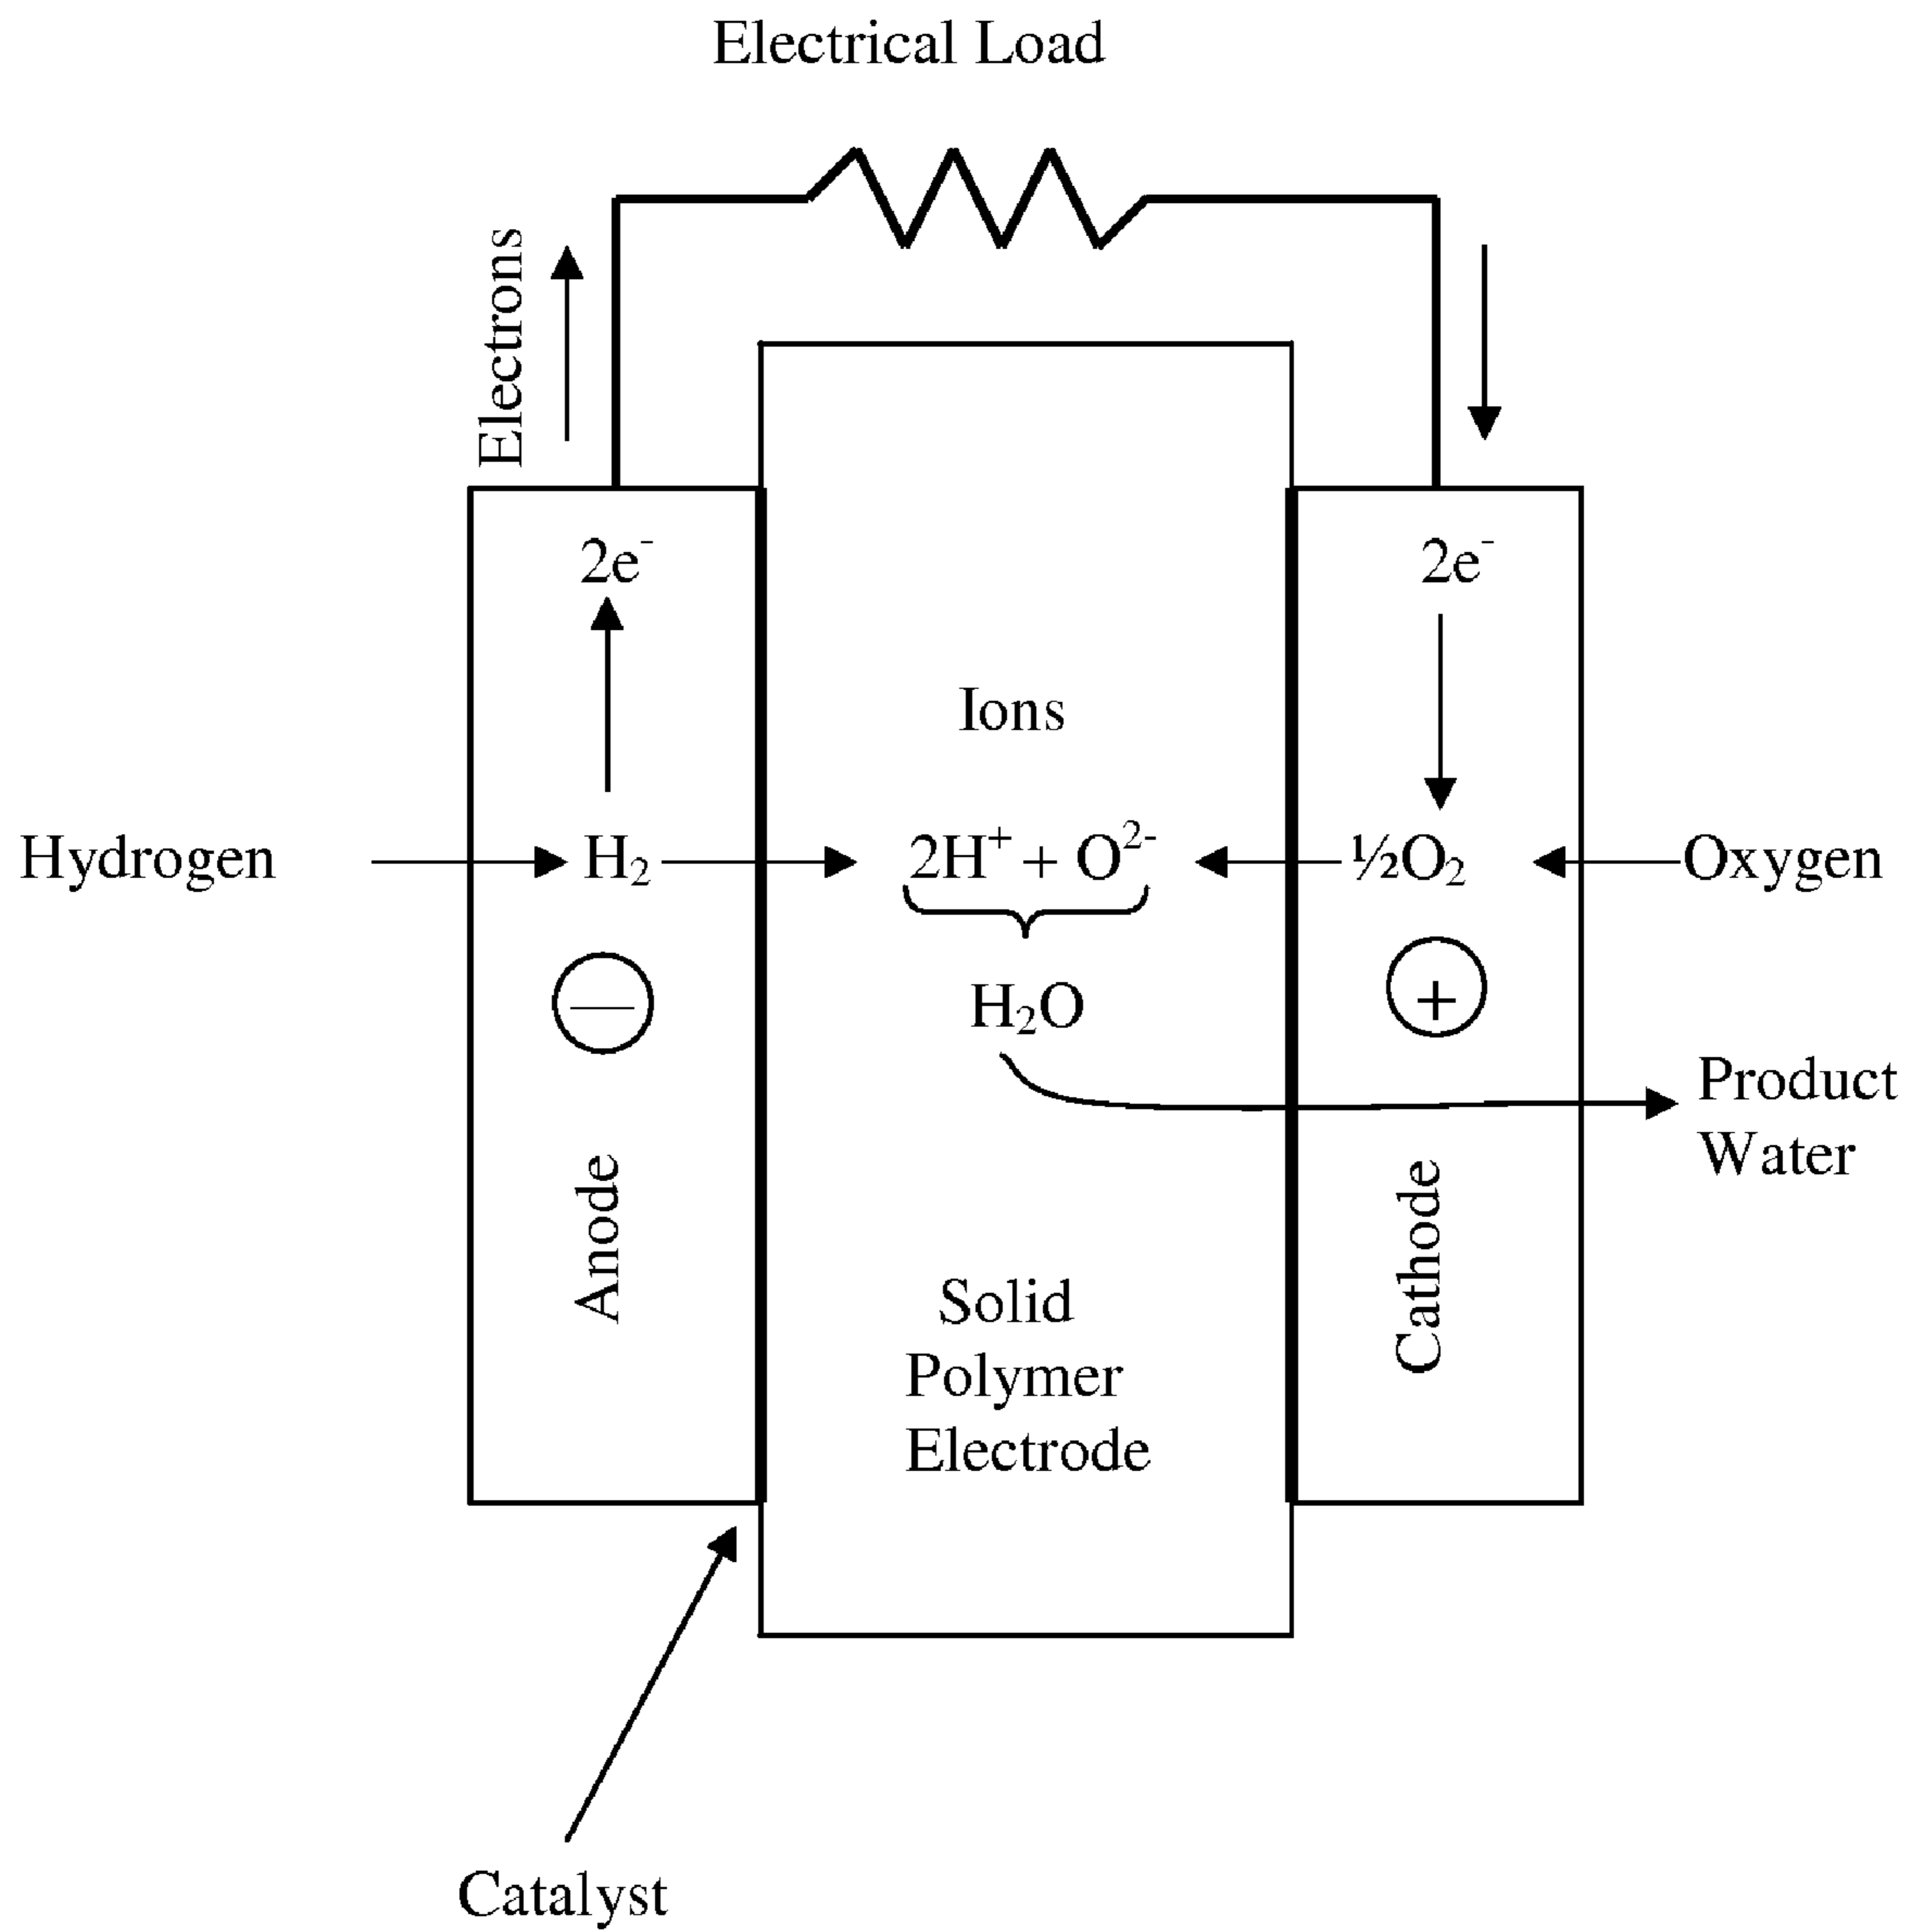 Electrical Load
Electrons
2e⁻
2e⁻
Ions
Hydrogen
H₂
2H⁺ + O²⁻
½O₂
Oxygen
—
+
H₂O
Product
Water
Anode
Cathode
Solid
Polymer
Electrode
Catalyst